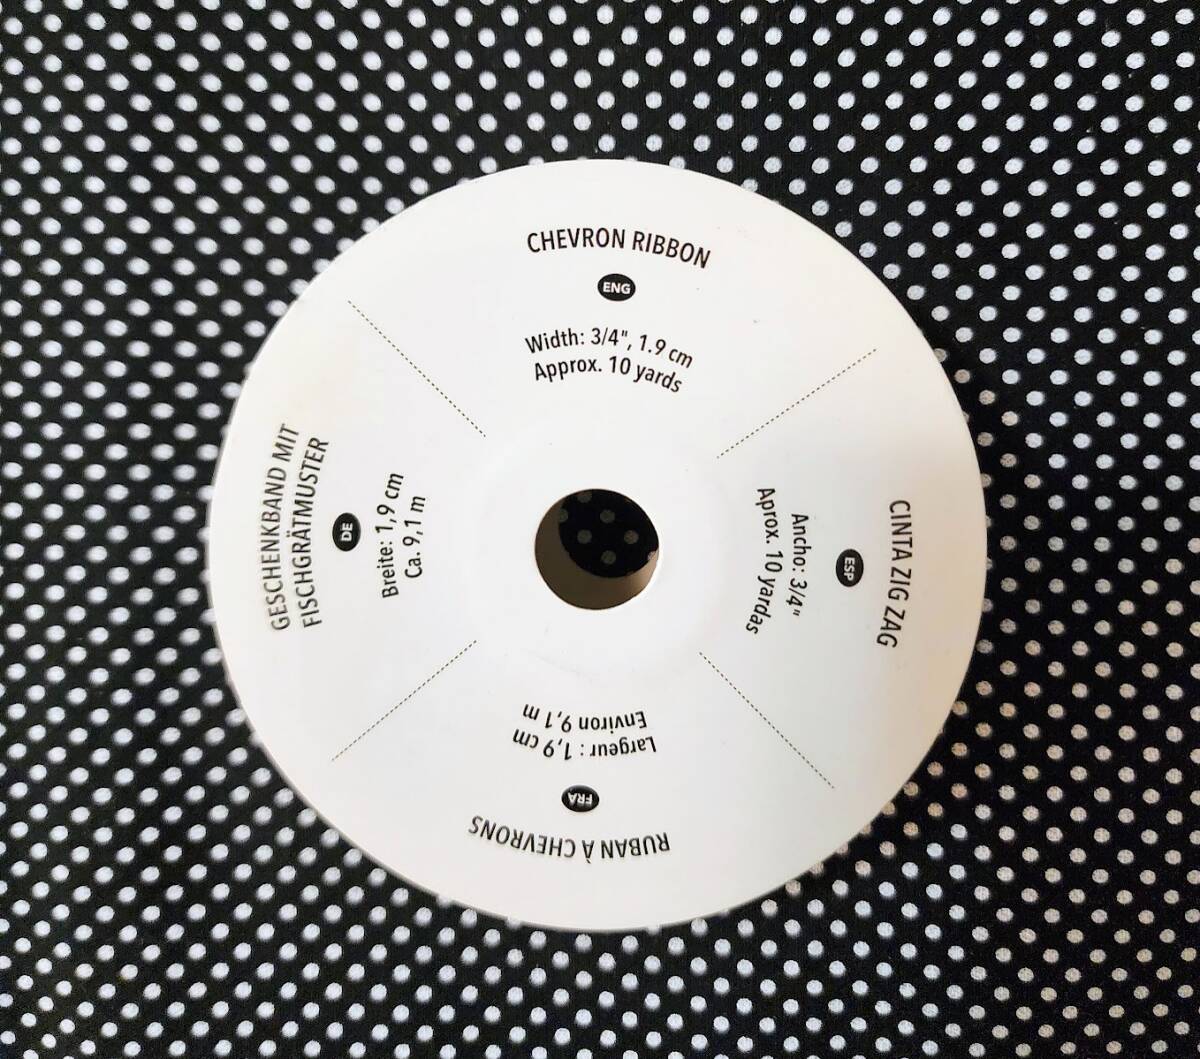 CHEVRON RIBBON
ENG
Width: 3/4", 1.9 cm
Approx. 10 yards
CINTA ZIG ZAG
ESP
Ancho: 3/4"
Aprox. 10 yardas
RUBAN À CHEVRONS
FRA
Largeur : 1,9 cm
Environ 9,1 m
GESCHENKBAND MIT
FISCHGRÄTMUSTER
DE
Breite: 1,9 cm
Ca. 9,1 m